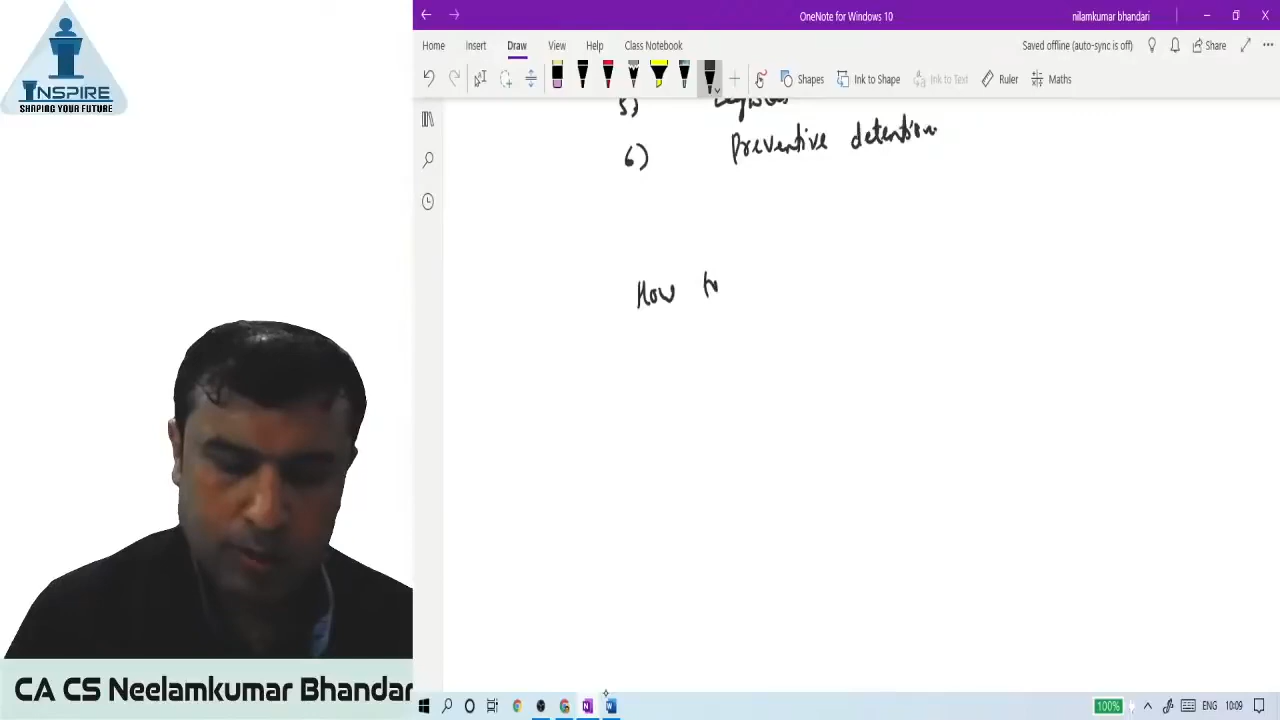 INSPIRE
SHAPING YOUR FUTURE
OneNote for Windows 10
nilamkumar bhandari
Home Insert Draw View Help Class Notebook
Saved offline (auto-sync is off) Share
Shapes Ink to Shape Ink to Text Ruler Maths
5)
6) Preventive detention
How to
CA CS Neelamkumar Bhandar
100% ENG 10:09